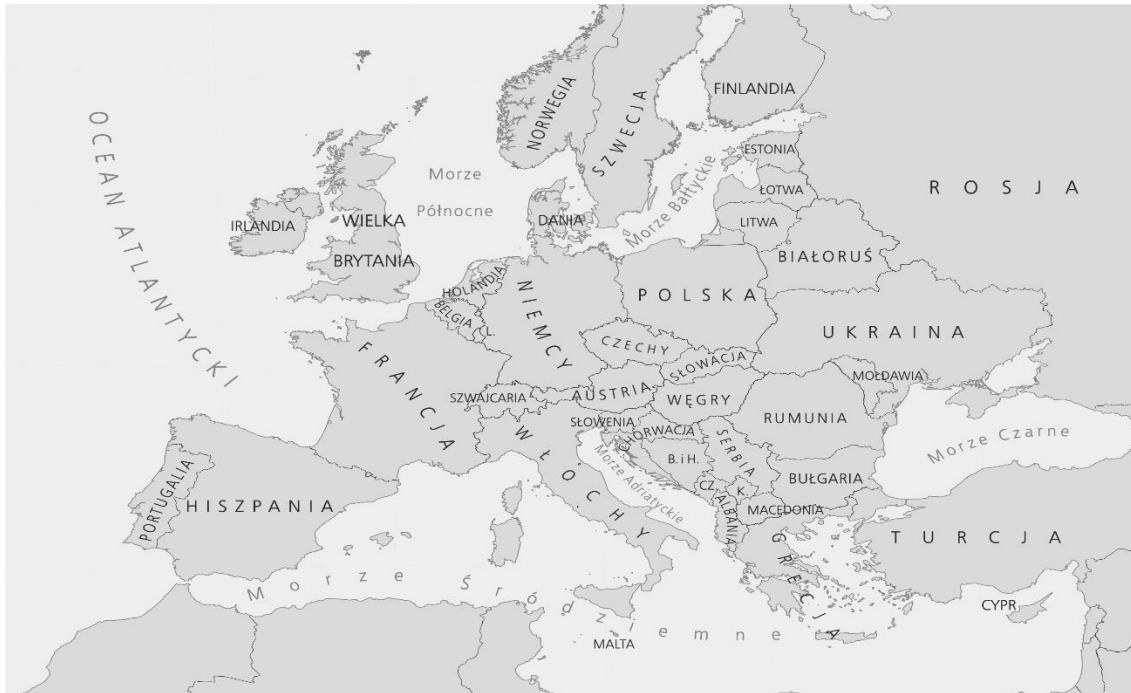 OCEAN ATLANTYCKI
NORWEGIA
SZWECJA
FINLANDIA
ESTONIA
ŁOTWA
LITWA
ROSJA
Morze
Północne
Morze Bałtyckie
DANIA
IRLANDIA
WIELKA
BRYTANIA
HOLANDIA
BELGIA
L.
NIEMCY
POLSKA
BIAŁORUŚ
UKRAINA
CZECHY
SŁOWACJA
MOŁDAWIA
FRANCJA
SZWAJCARIA
AUSTRIA
WĘGRY
RUMUNIA
SŁOWENIA
CHORWACJA
WŁOCHY
B. i H.
SERBIA
Morze Czarne
Morze Adriatyckie
CZ.
K.
BUŁGARIA
PORTUGALIA
HISZPANIA
ALBANIA
MACEDONIA
GRECJA
TURCJA
Morze Śródziemne
MALTA
CYPR